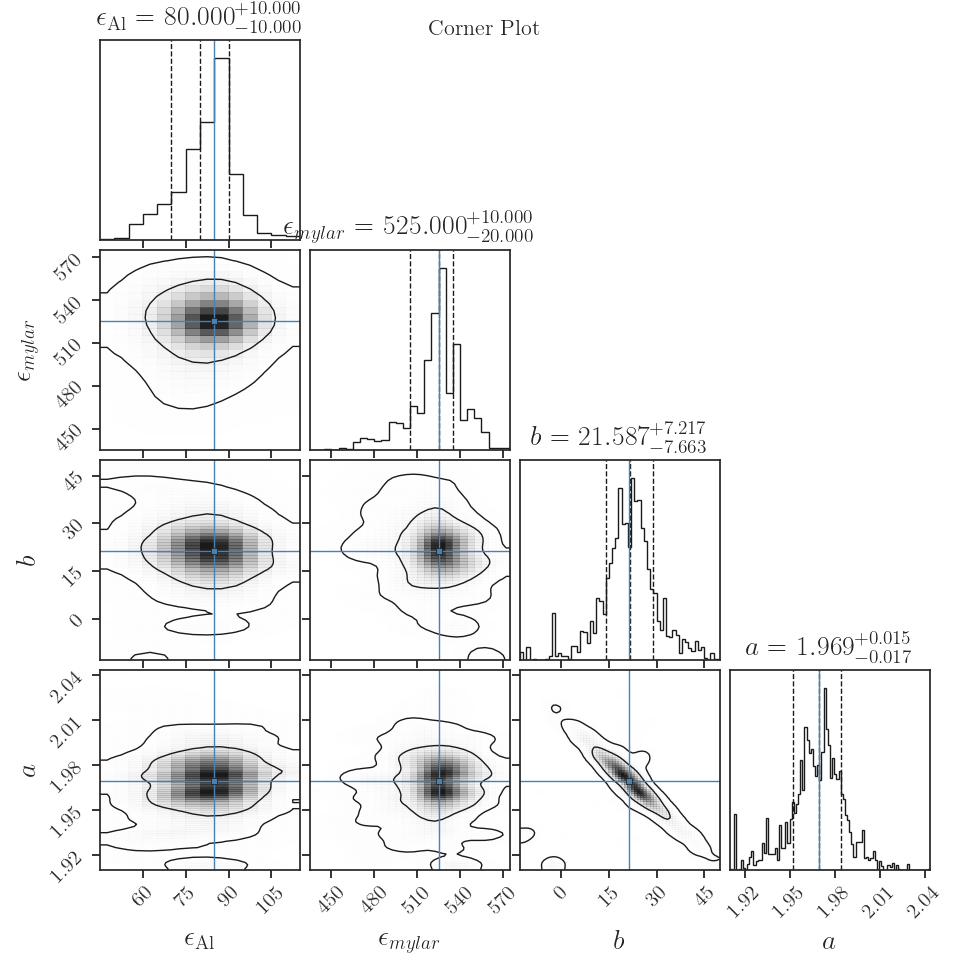 ϵ_Al = 80.000^{+10.000}_{−10.000}
Corner Plot
ϵ_mylar = 525.000^{+10.000}_{−20.000}
570
540
510
480
450
ϵ_mylar
b = 21.587^{+7.217}_{−7.663}
45
30
15
0
b
a = 1.969^{+0.015}_{−0.017}
2.04
2.01
1.98
1.95
1.92
a
60 75 90 105 450 480 510 540 570 0 15 30 45 1.92 1.95 1.98 2.01 2.04
ϵ_Al ϵ_mylar b a